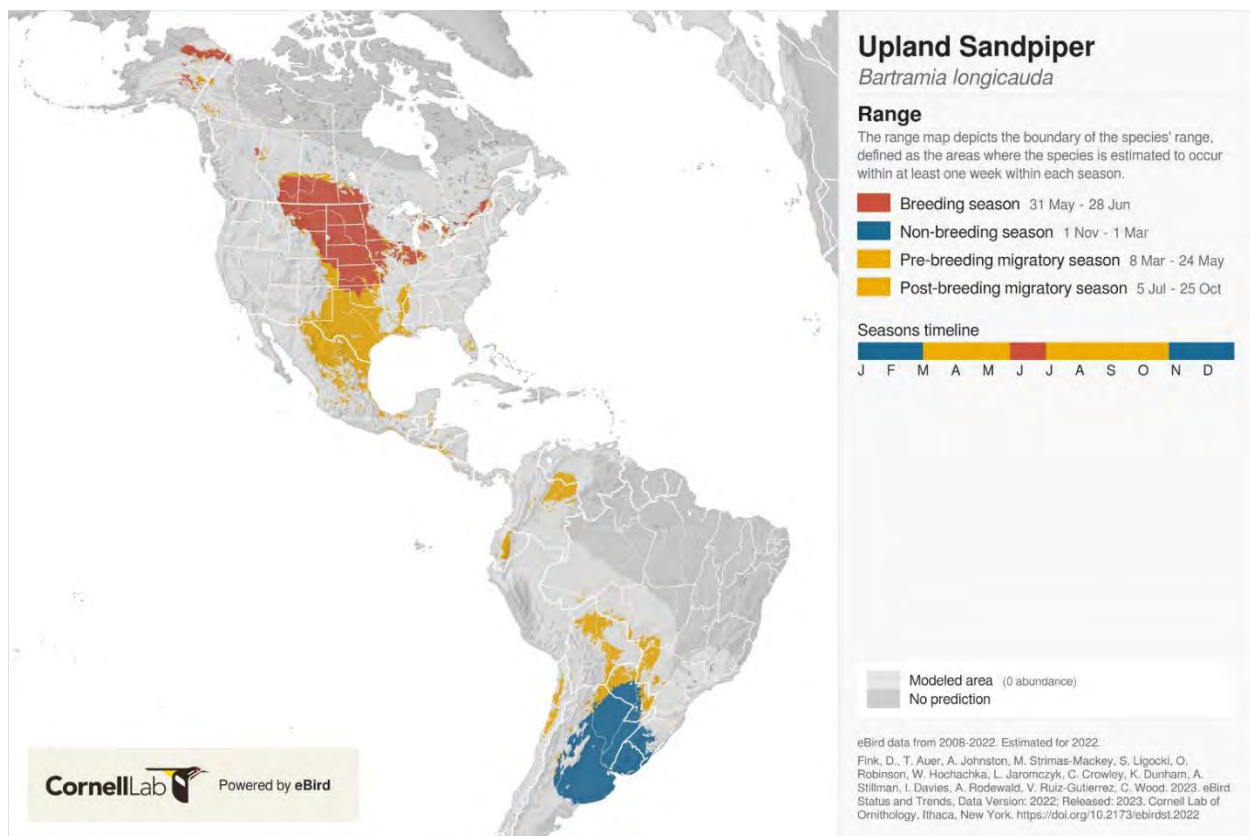 Upland Sandpiper
Bartramia longicauda
Range
The range map depicts the boundary of the species' range,
defined as the areas where the species is estimated to occur
within at least one week within each season.
Breeding season 31 May - 28 Jun
Non-breeding season 1 Nov - 1 Mar
Pre-breeding migratory season 8 Mar - 24 May
Post-breeding migratory season 5 Jul - 25 Oct
Seasons timeline
J F M A M J J A S O N D
Modeled area (0 abundance)
No prediction
eBird data from 2008-2022. Estimated for 2022.
Fink, D., T. Auer, A. Johnston, M. Strimas-Mackey, S. Ligocki, O.
Robinson, W. Hochachka, L. Jaromczyk, C. Crowley, K. Dunham, A.
Stillman, I. Davies, A. Rodewald, V. Ruiz-Gutierrez, C. Wood. 2023. eBird
Status and Trends, Data Version: 2022; Released: 2023. Cornell Lab of
Ornithology, Ithaca, New York. https://doi.org/10.2173/ebirdst.2022
CornellLab Powered by eBird